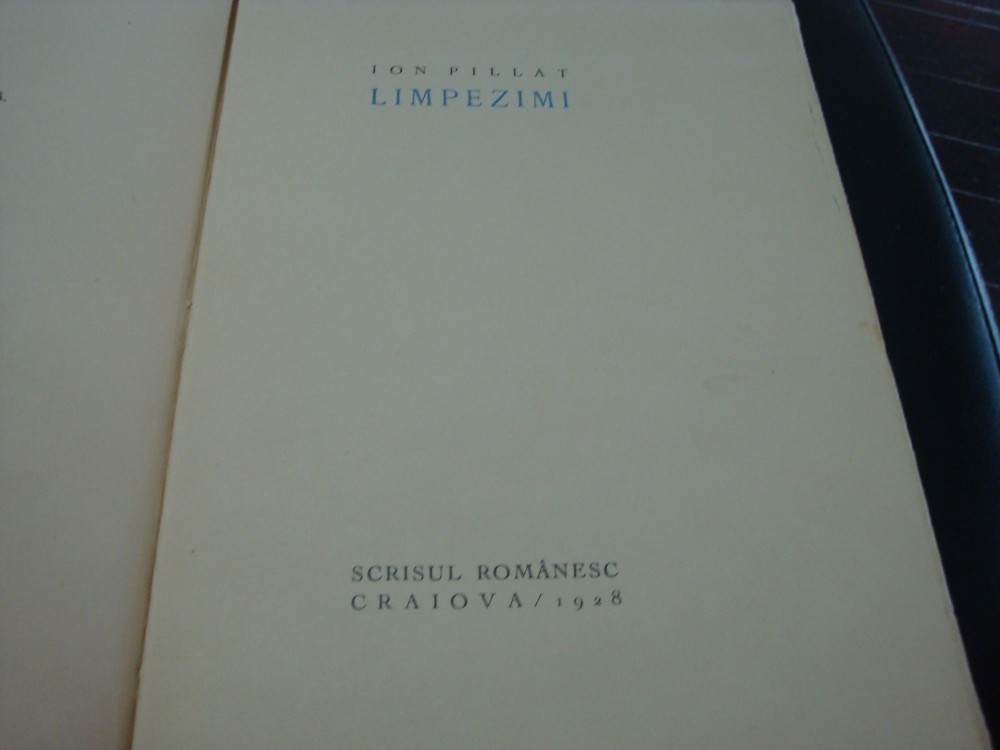 ION PILLAT
LIMPEZIMI
SCRISUL ROMÂNESC
CRAIOVA/1928